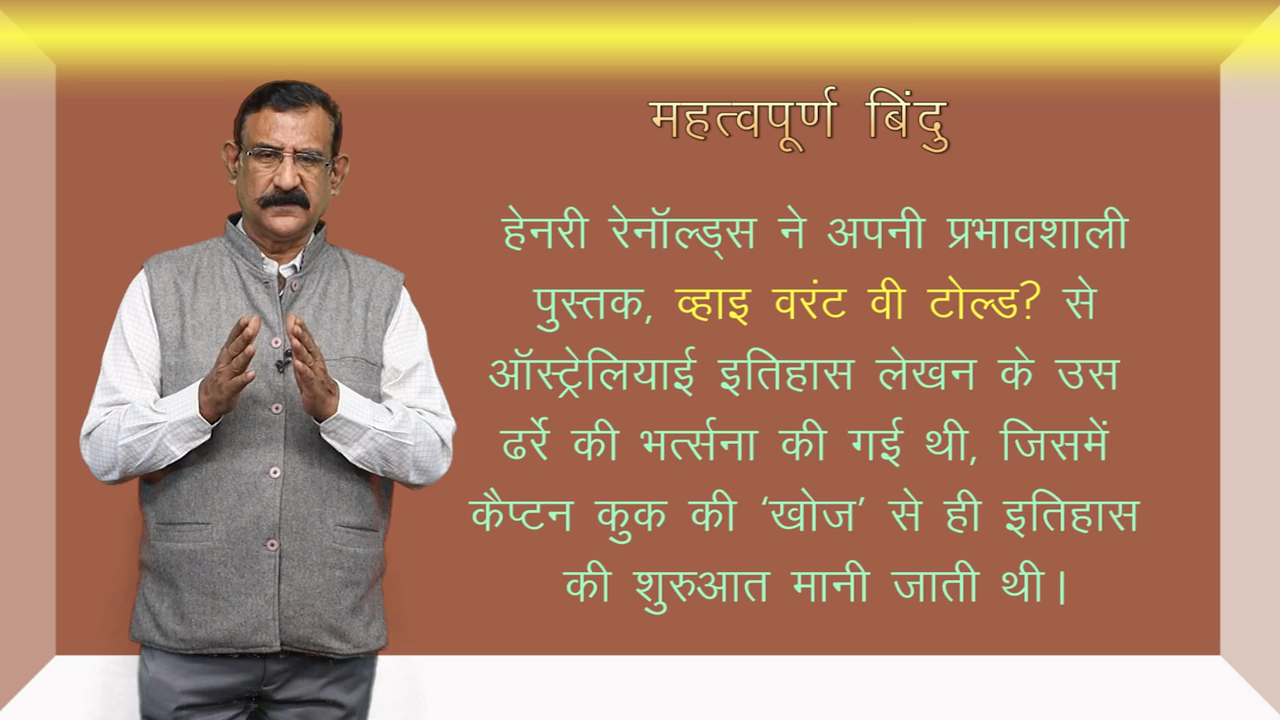 महत्वपूर्ण बिंदु
हेनरी रेनॉल्ड्स ने अपनी प्रभावशाली
पुस्तक, व्हाइ वरंट वी टोल्ड? से
ऑस्ट्रेलियाई इतिहास लेखन के उस
ढर्रे की भर्त्सना की गई थी, जिसमें
कैप्टन कुक की ‘खोज’ से ही इतिहास
की शुरुआत मानी जाती थी।